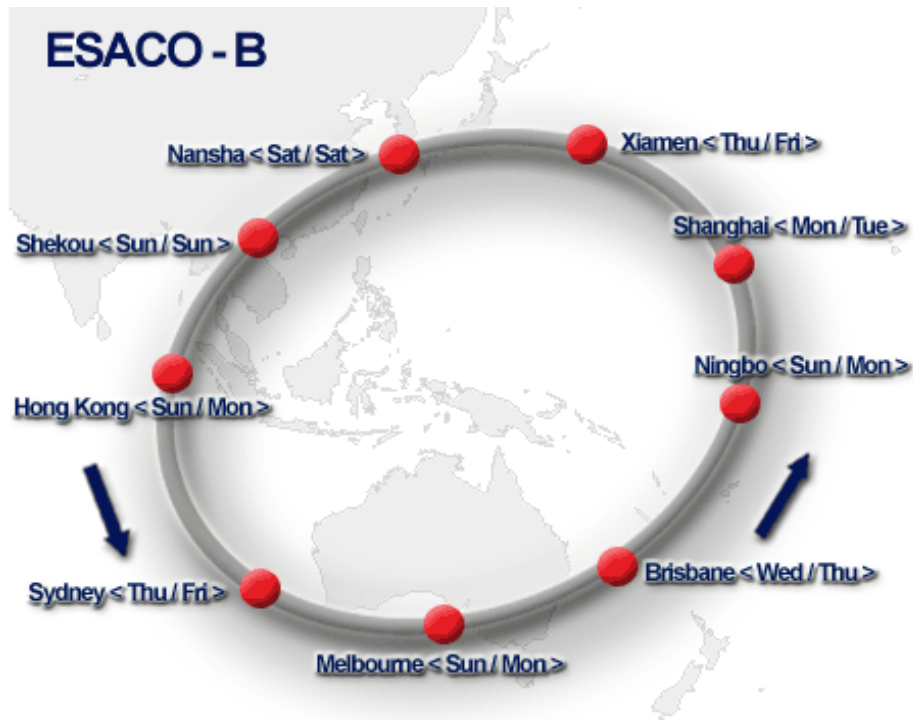 ESACO - B
Nansha < Sat / Sat >
Xiamen < Thu / Fri >
Shekou < Sun / Sun >
Shanghai < Mon / Tue >
Ningbo < Sun / Mon >
Hong Kong < Sun / Mon >
Sydney < Thu / Fri >
Brisbane < Wed / Thu >
Melbourne < Sun / Mon >